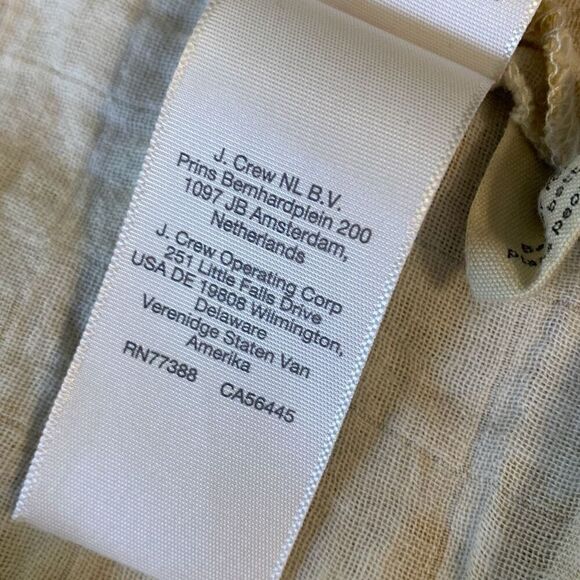 J. Crew NL B.V.
Prins Bernhardplein 200
1097 JB Amsterdam,
Netherlands
J. Crew Operating Corp
251 Little Falls Drive
USA DE 19808 Wilmington,
Delaware
Verenidge Staten Van
Amerika
RN77388 CA56445